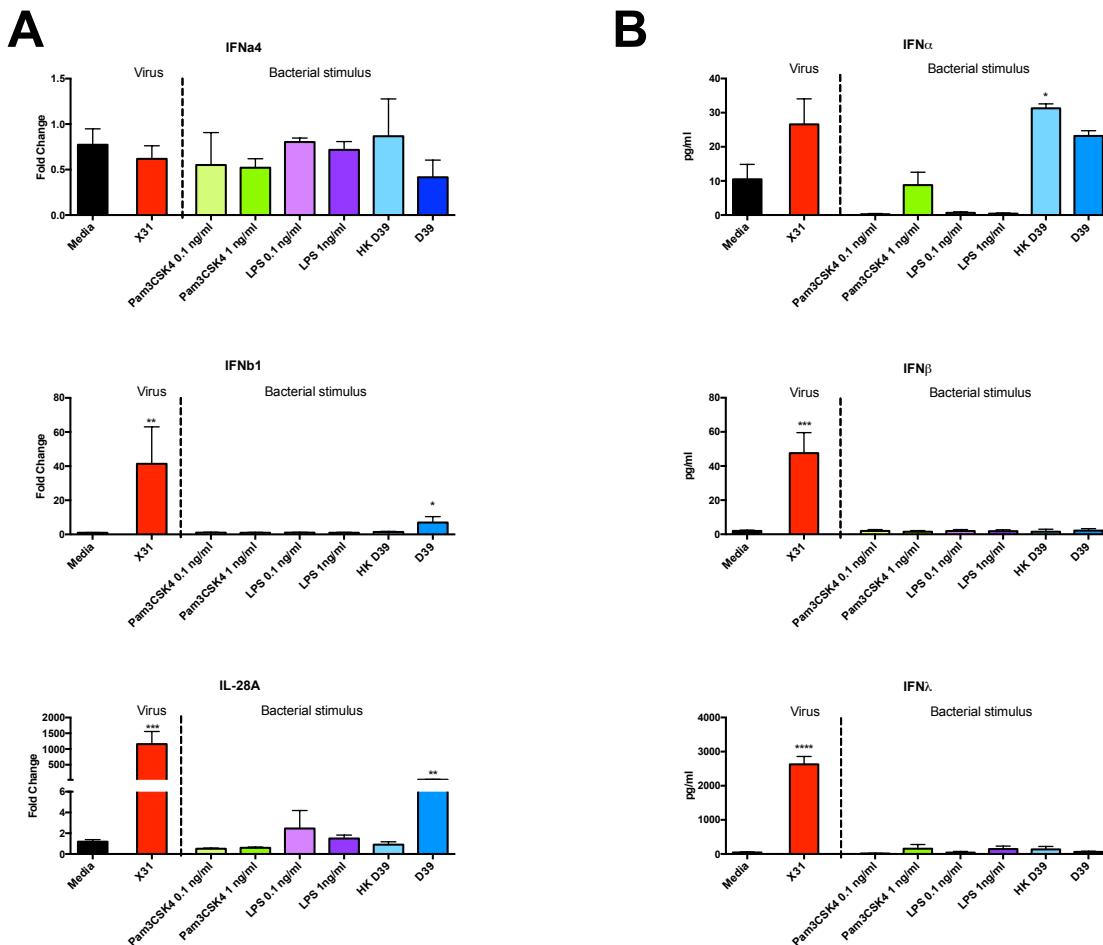 A
IFNa4
Virus Bacterial stimulus
Fold Change
1.5
1.0
0.5
0.0
Media
X31
Pam3CSK4 0.1 ng/ml
Pam3CSK4 1 ng/ml
LPS 0.1 ng/ml
LPS 1ng/ml
HK D39
D39
IFNb1
Virus Bacterial stimulus
Fold Change
80
60
40
20
0
**
*
Media
X31
Pam3CSK4 0.1 ng/ml
Pam3CSK4 1 ng/ml
LPS 0.1 ng/ml
LPS 1ng/ml
HK D39
D39
IL-28A
Virus Bacterial stimulus
Fold Change
2000
1500
1000
500
6
4
2
0
***
**
Media
X31
Pam3CSK4 0.1 ng/ml
Pam3CSK4 1 ng/ml
LPS 0.1 ng/ml
LPS 1ng/ml
HK D39
D39
B
IFNα
Virus Bacterial stimulus
pg/ml
40
30
20
10
0
*
Media
X31
Pam3CSK4 0.1 ng/ml
Pam3CSK4 1 ng/ml
LPS 0.1 ng/ml
LPS 1ng/ml
HK D39
D39
IFNβ
Virus Bacterial stimulus
pg/ml
80
60
40
20
0
***
Media
X31
Pam3CSK4 0.1 ng/ml
Pam3CSK4 1 ng/ml
LPS 0.1 ng/ml
LPS 1ng/ml
HK D39
D39
IFNλ
Virus Bacterial stimulus
pg/ml
4000
3000
2000
1000
0
****
Media
X31
Pam3CSK4 0.1 ng/ml
Pam3CSK4 1 ng/ml
LPS 0.1 ng/ml
LPS 1ng/ml
HK D39
D39